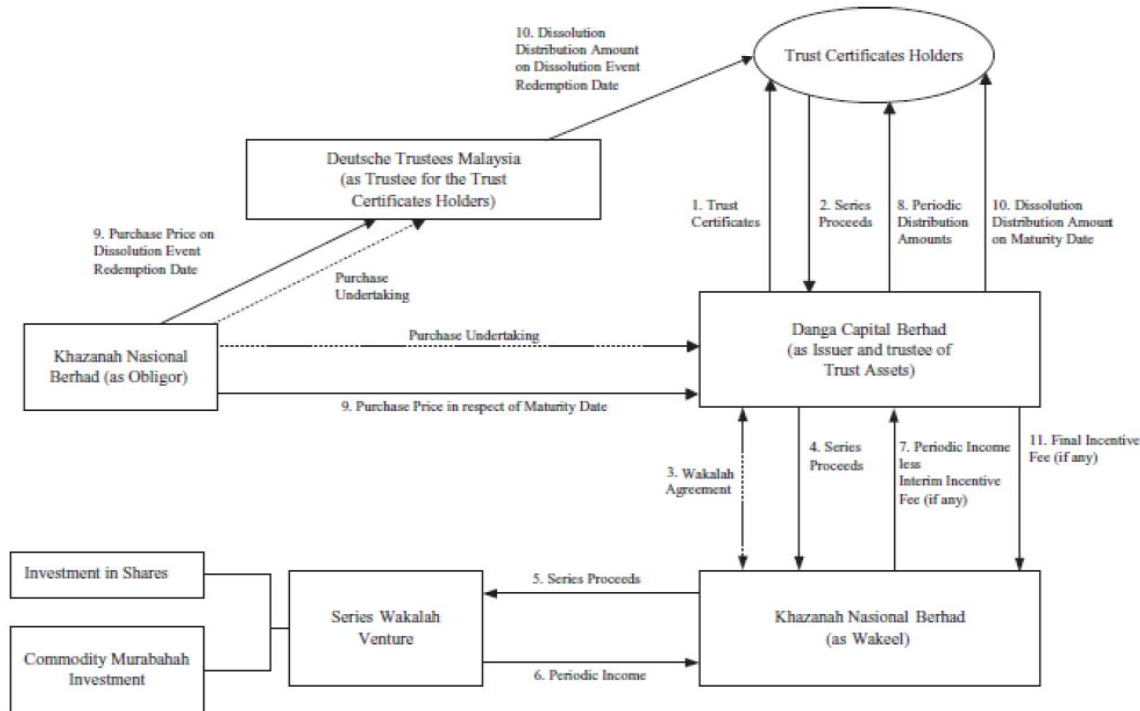 10. Dissolution
Distribution Amount
on Dissolution Event
Redemption Date
Trust Certificates Holders
Deutsche Trustees Malaysia
(as Trustee for the Trust
Certificates Holders)
1. Trust
Certificates
2. Series
Proceeds
8. Periodic
Distribution
Amounts
10. Dissolution
Distribution Amount
on Maturity Date
9. Purchase Price on
Dissolution Event
Redemption Date
Purchase
Undertaking
Khazanah Nasional
Berhad (as Obligor)
Purchase Undertaking
9. Purchase Price in respect of Maturity Date
Danga Capital Berhad
(as Issuer and trustee of
Trust Assets)
3. Wakalah
Agreement
4. Series
Proceeds
7. Periodic Income
less
Interim Incentive
Fee (if any)
11. Final Incentive
Fee (if any)
Investment in Shares
Commodity Murabahah
Investment
Series Wakalah
Venture
5. Series Proceeds
6. Periodic Income
Khazanah Nasional Berhad
(as Wakeel)